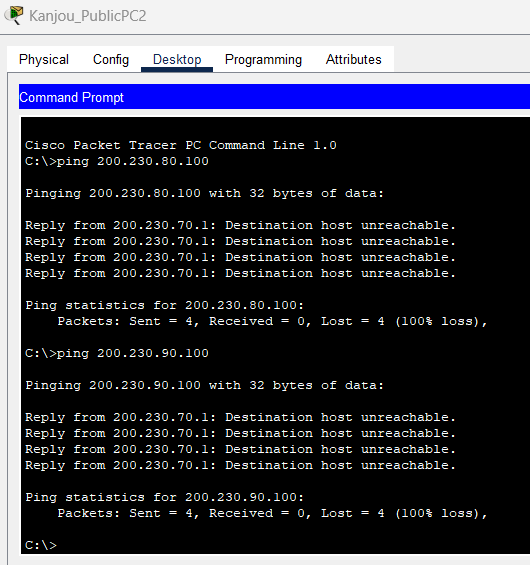 Kanjou_PublicPC2
Physical Config Desktop Programming Attributes
Command Prompt
Cisco Packet Tracer PC Command Line 1.0
C:\>ping 200.230.80.100
Pinging 200.230.80.100 with 32 bytes of data:
Reply from 200.230.70.1: Destination host unreachable.
Reply from 200.230.70.1: Destination host unreachable.
Reply from 200.230.70.1: Destination host unreachable.
Reply from 200.230.70.1: Destination host unreachable.
Ping statistics for 200.230.80.100:
Packets: Sent = 4, Received = 0, Lost = 4 (100% loss),
C:\>ping 200.230.90.100
Pinging 200.230.90.100 with 32 bytes of data:
Reply from 200.230.70.1: Destination host unreachable.
Reply from 200.230.70.1: Destination host unreachable.
Reply from 200.230.70.1: Destination host unreachable.
Reply from 200.230.70.1: Destination host unreachable.
Ping statistics for 200.230.90.100:
Packets: Sent = 4, Received = 0, Lost = 4 (100% loss),
C:\>